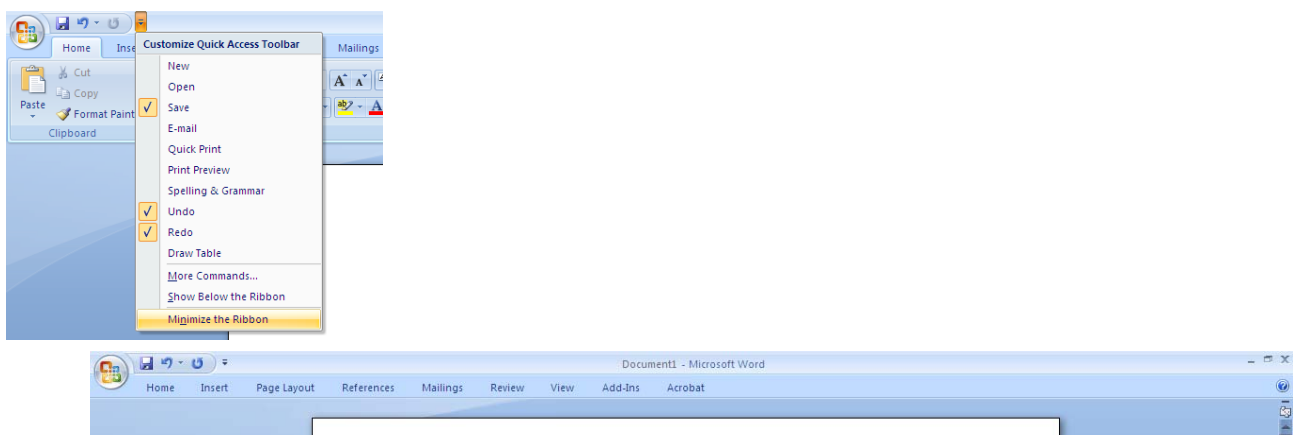 Home Inse
Customize Quick Access Toolbar
Mailings
Cut
Copy
Paste
Format Paint
Clipboard
New
Open
Save
E-mail
Quick Print
Print Preview
Spelling & Grammar
Undo
Redo
Draw Table
More Commands...
Show Below the Ribbon
Minimize the Ribbon
Document1 - Microsoft Word
Home Insert Page Layout References Mailings Review View Add-Ins Acrobat